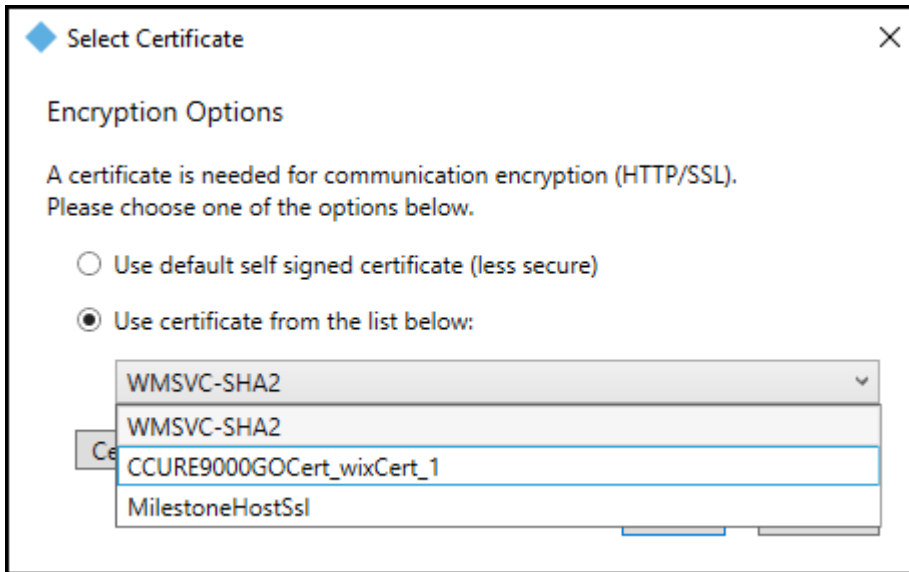 Select Certificate
Encryption Options
A certificate is needed for communication encryption (HTTP/SSL).
Please choose one of the options below.
Use default self signed certificate (less secure)
Use certificate from the list below:
WMSVC-SHA2
WMSVC-SHA2
CCURE9000GOCert_wixCert_1
MilestoneHostSsl